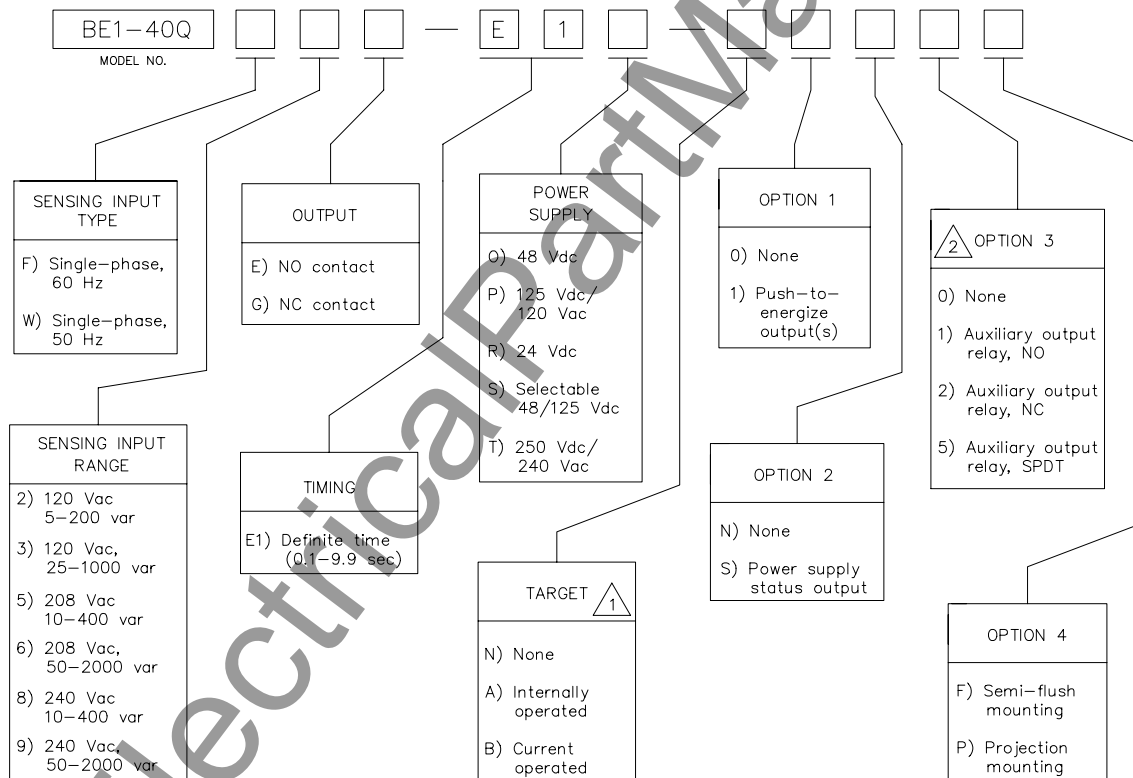 BE1-40Q
E
1
MODEL NO.
SENSING INPUT
TYPE
F) Single-phase,
60 Hz
W) Single-phase,
50 Hz
OUTPUT
E) NO contact
G) NC contact
POWER
SUPPLY
O) 48 Vdc
P) 125 Vdc/
120 Vac
R) 24 Vdc
S) Selectable
48/125 Vdc
T) 250 Vdc/
240 Vac
OPTION 1
0) None
1) Push-to-
energize
output(s)
2
OPTION 3
0) None
1) Auxiliary output
relay, NO
2) Auxiliary output
relay, NC
5) Auxiliary output
relay, SPDT
SENSING INPUT
RANGE
2) 120 Vac
5-200 var
3) 120 Vac,
25-1000 var
5) 208 Vac
10-400 var
6) 208 Vac,
50-2000 var
8) 240 Vac
10-400 var
9) 240 Vac,
50-2000 var
TIMING
E1) Definite time
(0.1-9.9 sec)
TARGET
1
N) None
A) Internally
operated
B) Current
operated
OPTION 2
N) None
S) Power supply
status output
OPTION 4
F) Semi-flush
mounting
P) Projection
mounting
lectricalPartMa